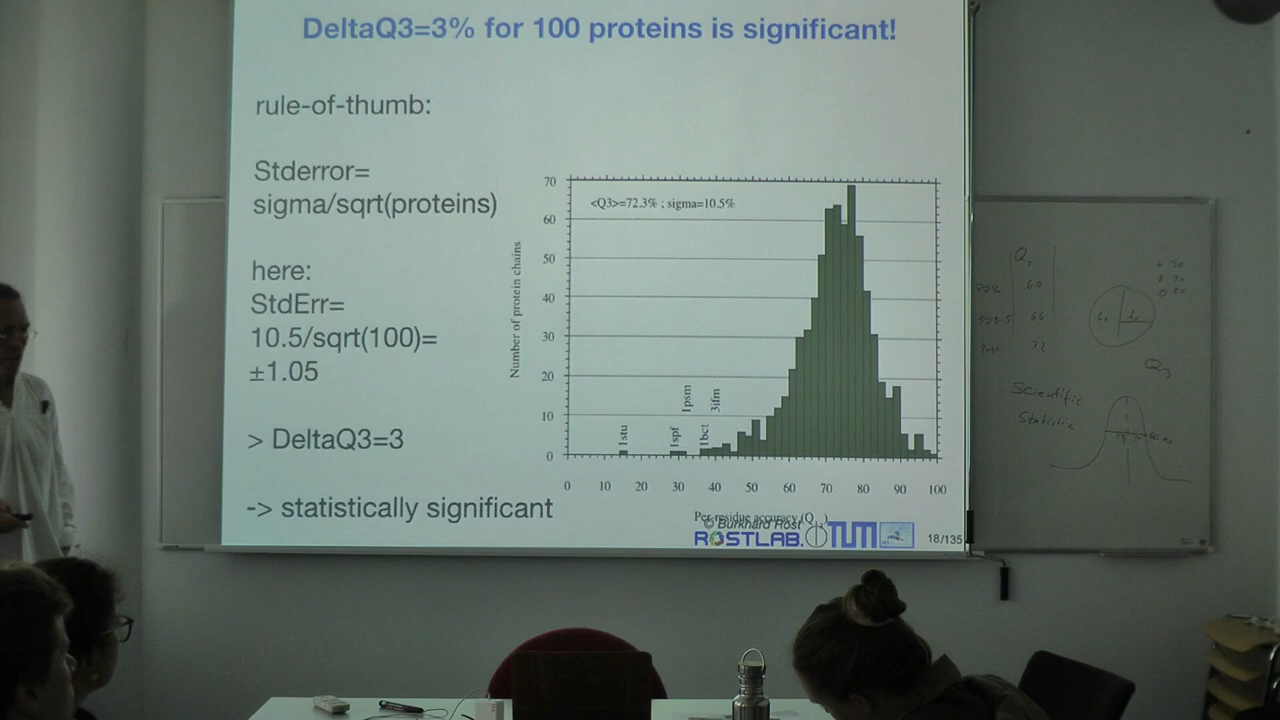 DeltaQ3=3% for 100 proteins is significant!
rule-of-thumb:
Stderror=
sigma/sqrt(proteins)
here:
StdErr=
10.5/sqrt(100)=
±1.05
> DeltaQ3=3
-> statistically significant
<Q3>=72.3% ; sigma=10.5%
Number of protein chains
70
60
50
40
30
20
10
0
1stu
1spf
1psm
1bct
3ifm
0 10 20 30 40 50 60 70 80 90 100
Per-residue accuracy (Q
© Burkhard Rost
ROSTLAB.
TUM
18/135
Q3
60
66
72
Q3
Scientific
Statistic